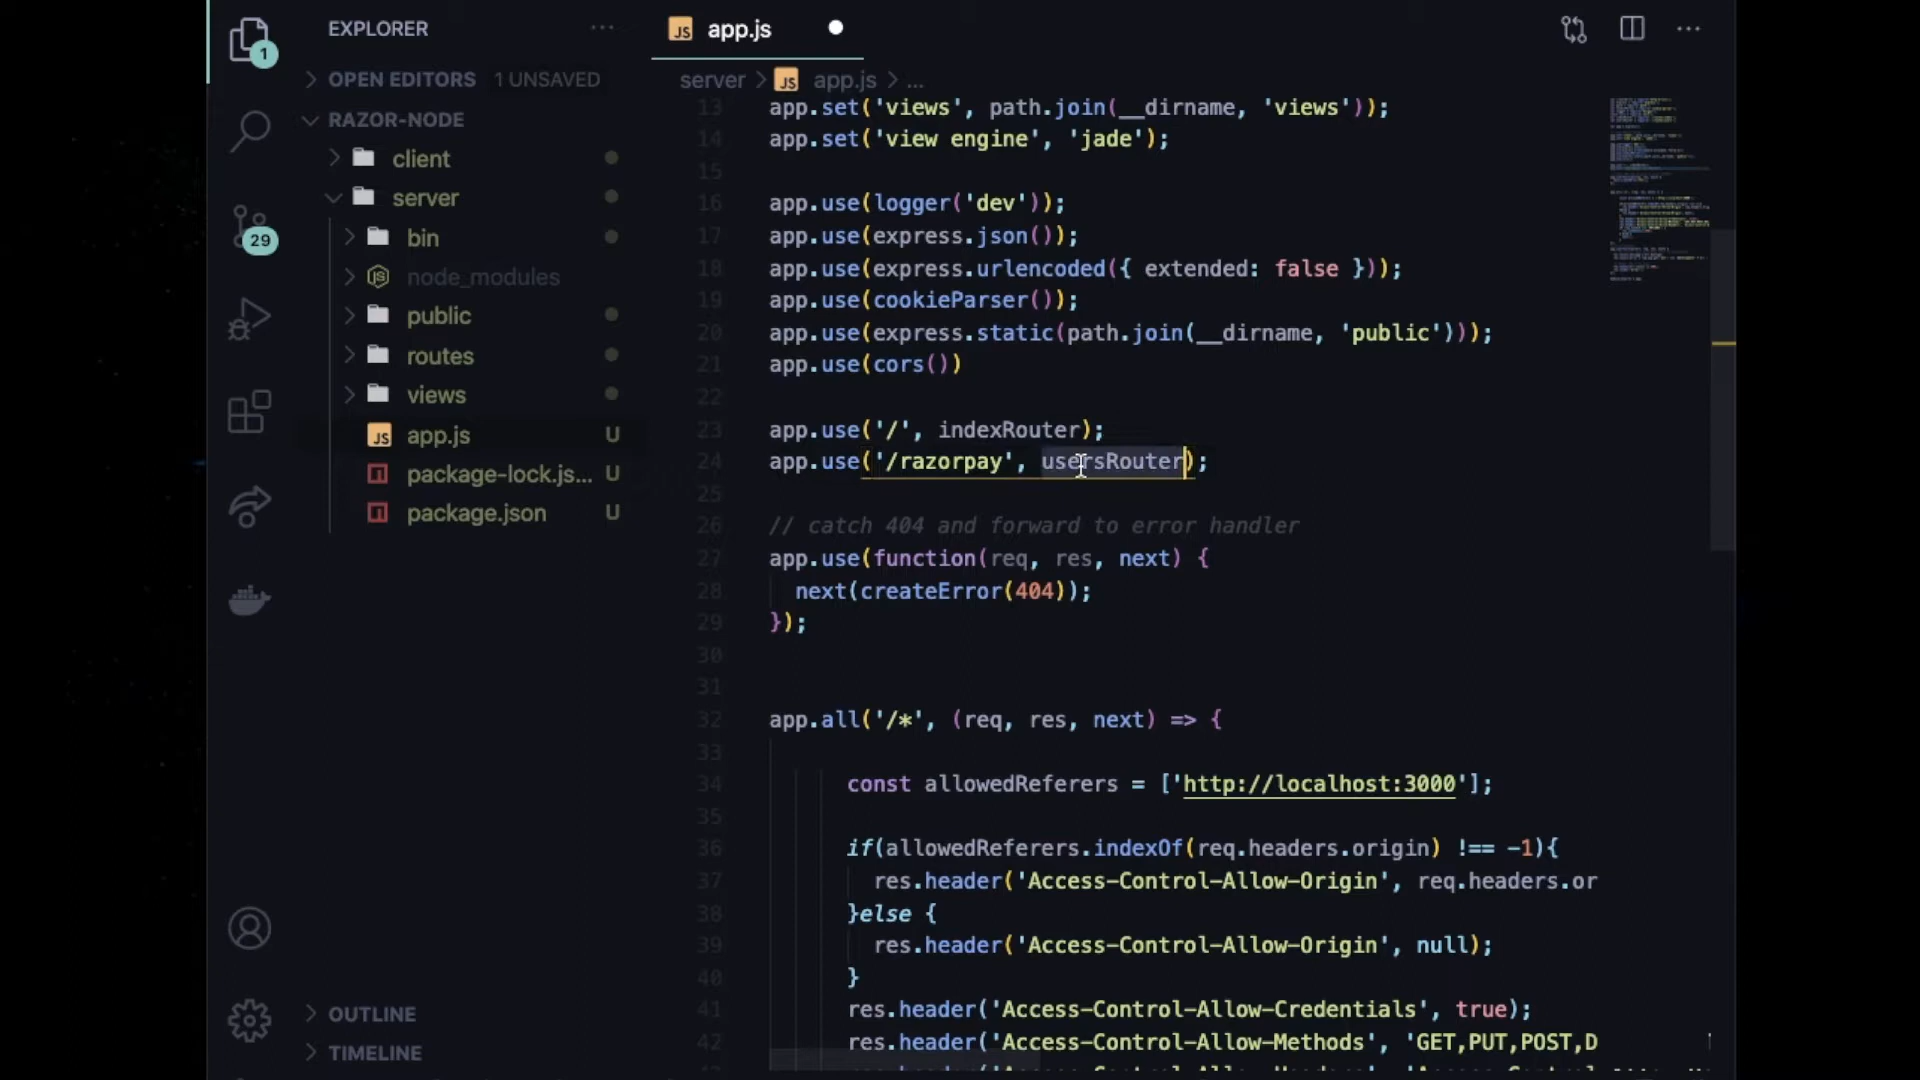 1
29
EXPLORER
OPEN EDITORS 1 UNSAVED
RAZOR-NODE
client
server
bin
node_modules
public
routes
views
JS app.js U
package-lock.js... U
package.json U
OUTLINE
TIMELINE
JS app.js
server > JS app.js > ...
13 app.set('views', path.join(__dirname, 'views'));
14 app.set('view engine', 'jade');
15
16 app.use(logger('dev'));
17 app.use(express.json());
18 app.use(express.urlencoded({ extended: false }));
19 app.use(cookieParser());
20 app.use(express.static(path.join(__dirname, 'public')));
21 app.use(cors())
22
23 app.use('/', indexRouter);
24 app.use('/razorpay', usersRouter);
25
26 // catch 404 and forward to error handler
27 app.use(function(req, res, next) {
28 next(createError(404));
29 });
30
31
32 app.all('/*', (req, res, next) => {
33
34 const allowedReferers = ['http://localhost:3000'];
35
36 if(allowedReferers.indexOf(req.headers.origin) !== -1){
37 res.header('Access-Control-Allow-Origin', req.headers.or
38 }else {
39 res.header('Access-Control-Allow-Origin', null);
40 }
41 res.header('Access-Control-Allow-Credentials', true);
42 res.header('Access-Control-Allow-Methods', 'GET,PUT,POST,D